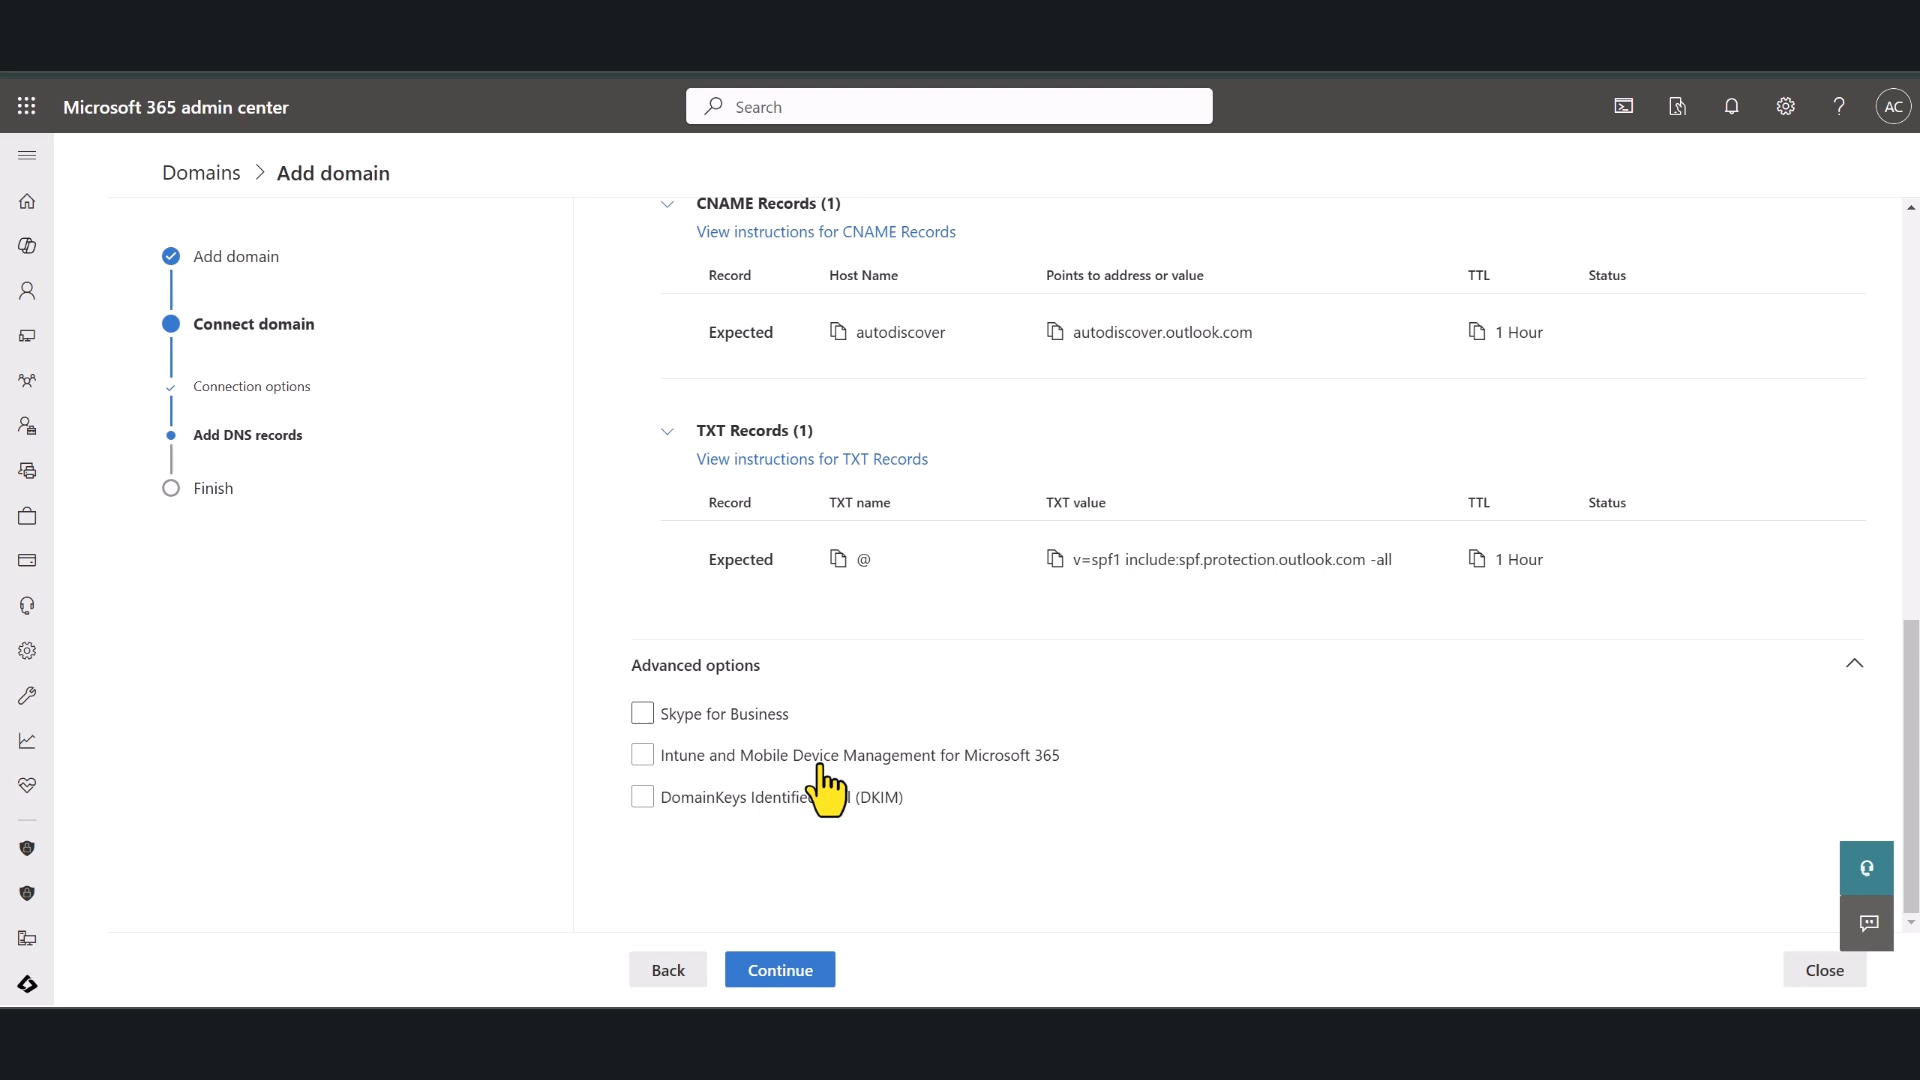 Microsoft 365 admin center
Search
AC
Domains > Add domain
Add domain
Connect domain
Connection options
Add DNS records
Finish
CNAME Records (1)
View instructions for CNAME Records
Record Host Name Points to address or value TTL Status
Expected autodiscover autodiscover.outlook.com 1 Hour
TXT Records (1)
View instructions for TXT Records
Record TXT name TXT value TTL Status
Expected @ v=spf1 include:spf.protection.outlook.com -all 1 Hour
Advanced options
Skype for Business
Intune and Mobile Device Management for Microsoft 365
DomainKeys (DKIM)
Back
Continue
Close